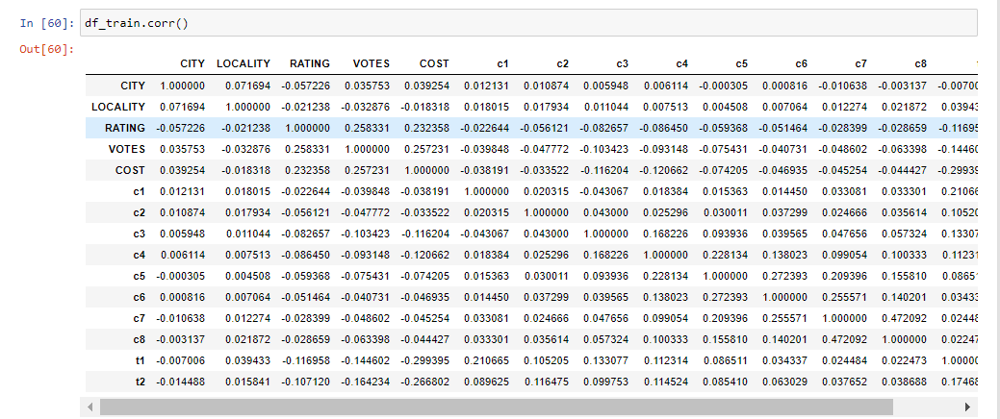 In [60]: df_train.corr()
Out[60]:
CITY LOCALITY RATING VOTES COST c1 c2 c3 c4 c5 c6 c7 c8
CITY 1.000000 0.071694 -0.057226 0.035753 0.039254 0.012131 0.010874 0.005948 0.006114 -0.000305 0.000816 -0.010638 -0.003137 -0.00700
LOCALITY 0.071694 1.000000 -0.021238 -0.032876 -0.018318 0.018015 0.017934 0.011044 0.007513 0.004508 0.007064 0.012274 0.021872 0.03943
RATING -0.057226 -0.021238 1.000000 0.258331 0.232358 -0.022644 -0.056121 -0.082657 -0.086450 -0.059368 -0.051464 -0.028399 -0.028659 -0.11695
VOTES 0.035753 -0.032876 0.258331 1.000000 0.257231 -0.039848 -0.047772 -0.103423 -0.093148 -0.075431 -0.040731 -0.048602 -0.063398 -0.14460
COST 0.039254 -0.018318 0.232358 0.257231 1.000000 -0.038191 -0.033522 -0.116204 -0.120662 -0.074205 -0.046935 -0.045254 -0.044427 -0.29939
c1 0.012131 0.018015 -0.022644 -0.039848 -0.038191 1.000000 0.020315 -0.043067 0.018384 0.015363 0.014450 0.033081 0.033301 0.21066
c2 0.010874 0.017934 -0.056121 -0.047772 -0.033522 0.020315 1.000000 0.043000 0.025296 0.030011 0.037299 0.024666 0.035614 0.10520
c3 0.005948 0.011044 -0.082657 -0.103423 -0.116204 -0.043067 0.043000 1.000000 0.168226 0.093936 0.039565 0.047656 0.057324 0.13307
c4 0.006114 0.007513 -0.086450 -0.093148 -0.120662 0.018384 0.025296 0.168226 1.000000 0.228134 0.138023 0.099054 0.100333 0.11231
c5 -0.000305 0.004508 -0.059368 -0.075431 -0.074205 0.015363 0.030011 0.093936 0.228134 1.000000 0.272393 0.209396 0.155810 0.0865
c6 0.000816 0.007064 -0.051464 -0.040731 -0.046935 0.014450 0.037299 0.039565 0.138023 0.272393 1.000000 0.255571 0.140201 0.0343
c7 -0.010638 0.012274 -0.028399 -0.048602 -0.045254 0.033081 0.024666 0.047656 0.099054 0.209396 0.255571 1.000000 0.472092 0.02448
c8 -0.003137 0.021872 -0.028659 -0.063398 -0.044427 0.033301 0.035614 0.057324 0.100333 0.155810 0.140201 0.472092 1.000000 0.02247
t1 -0.007006 0.039433 -0.116958 -0.144602 -0.299395 0.210665 0.105205 0.133077 0.112314 0.086511 0.034337 0.024484 0.022473 1.0000
t2 -0.014488 0.015841 -0.107120 -0.164234 -0.266802 0.089625 0.116475 0.099753 0.114524 0.085410 0.063029 0.037652 0.038688 0.17468